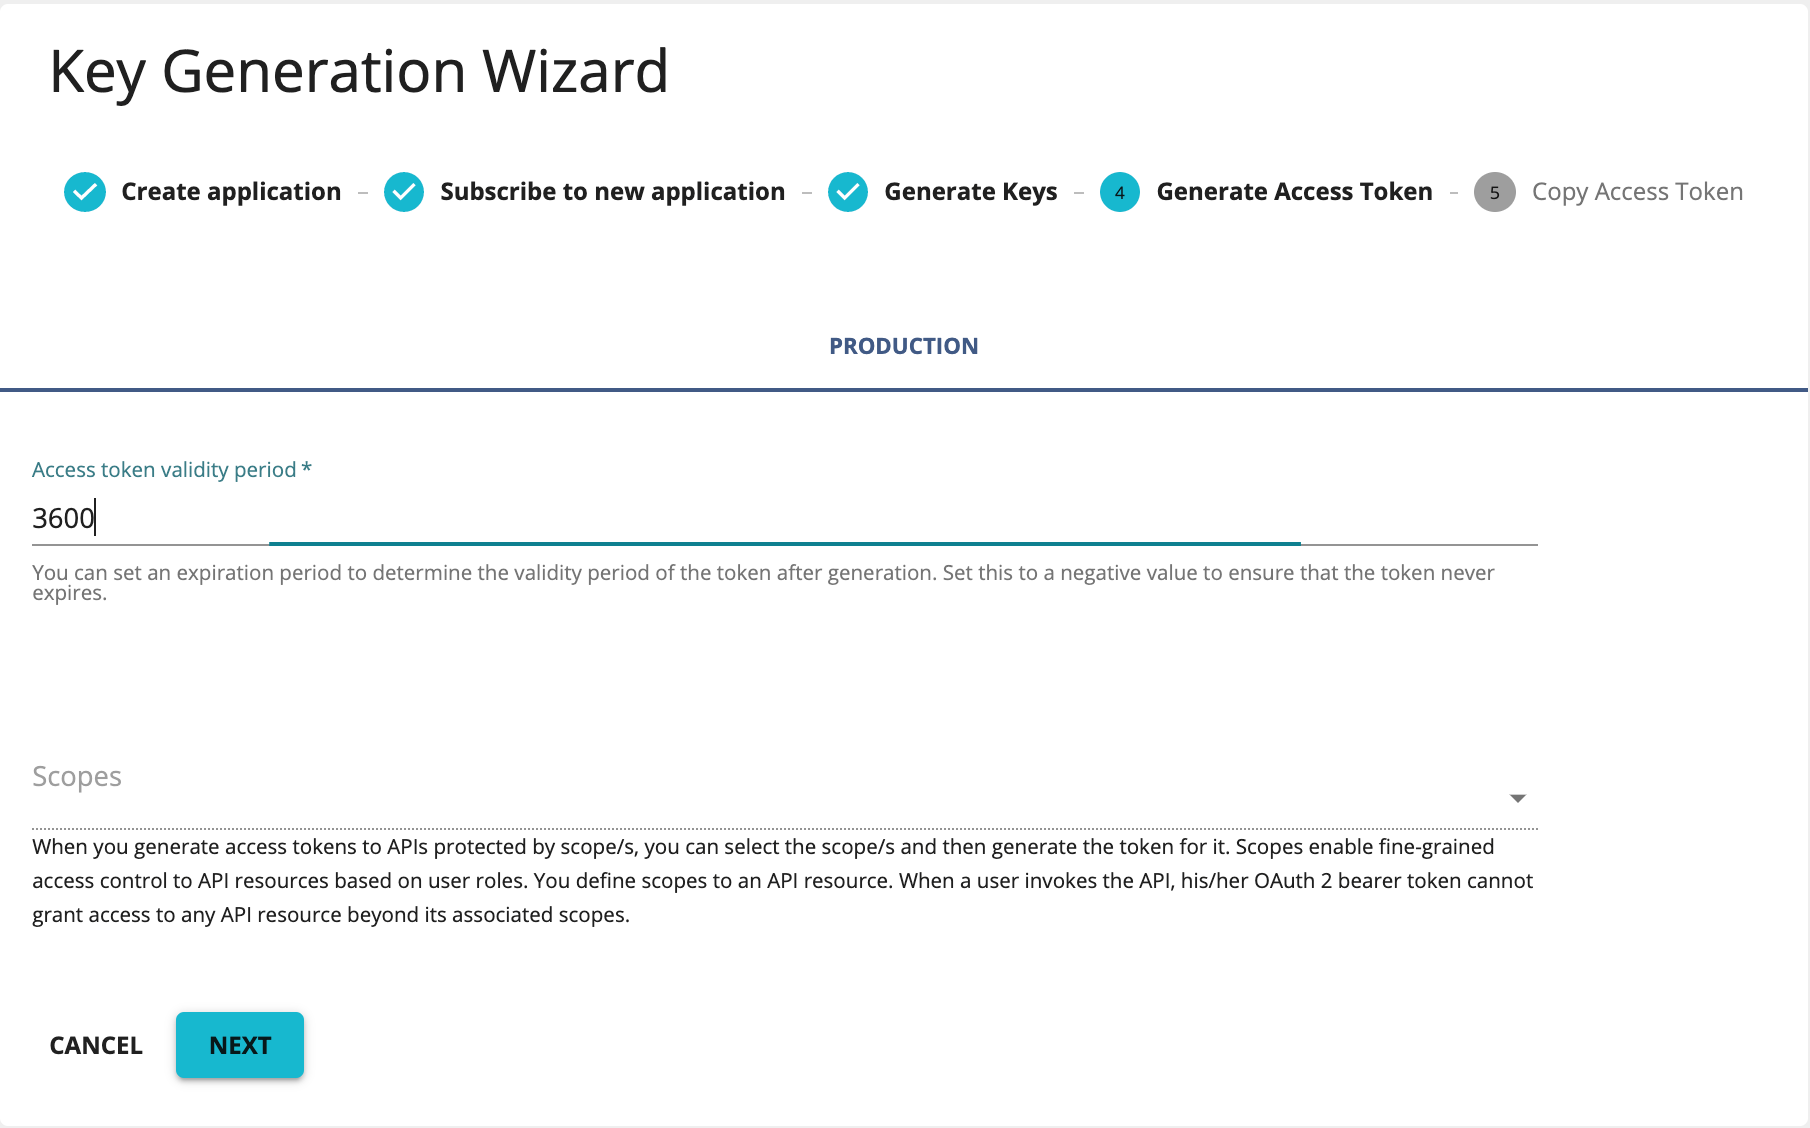 Key Generation Wizard
Create application – Subscribe to new application – Generate Keys – 4 Generate Access Token – 5 Copy Access Token
PRODUCTION
Access token validity period *
3600
You can set an expiration period to determine the validity period of the token after generation. Set this to a negative value to ensure that the token never
expires.
Scopes
When you generate access tokens to APIs protected by scope/s, you can select the scope/s and then generate the token for it. Scopes enable fine-grained
access control to API resources based on user roles. You define scopes to an API resource. When a user invokes the API, his/her OAuth 2 bearer token cannot
grant access to any API resource beyond its associated scopes.
CANCEL NEXT